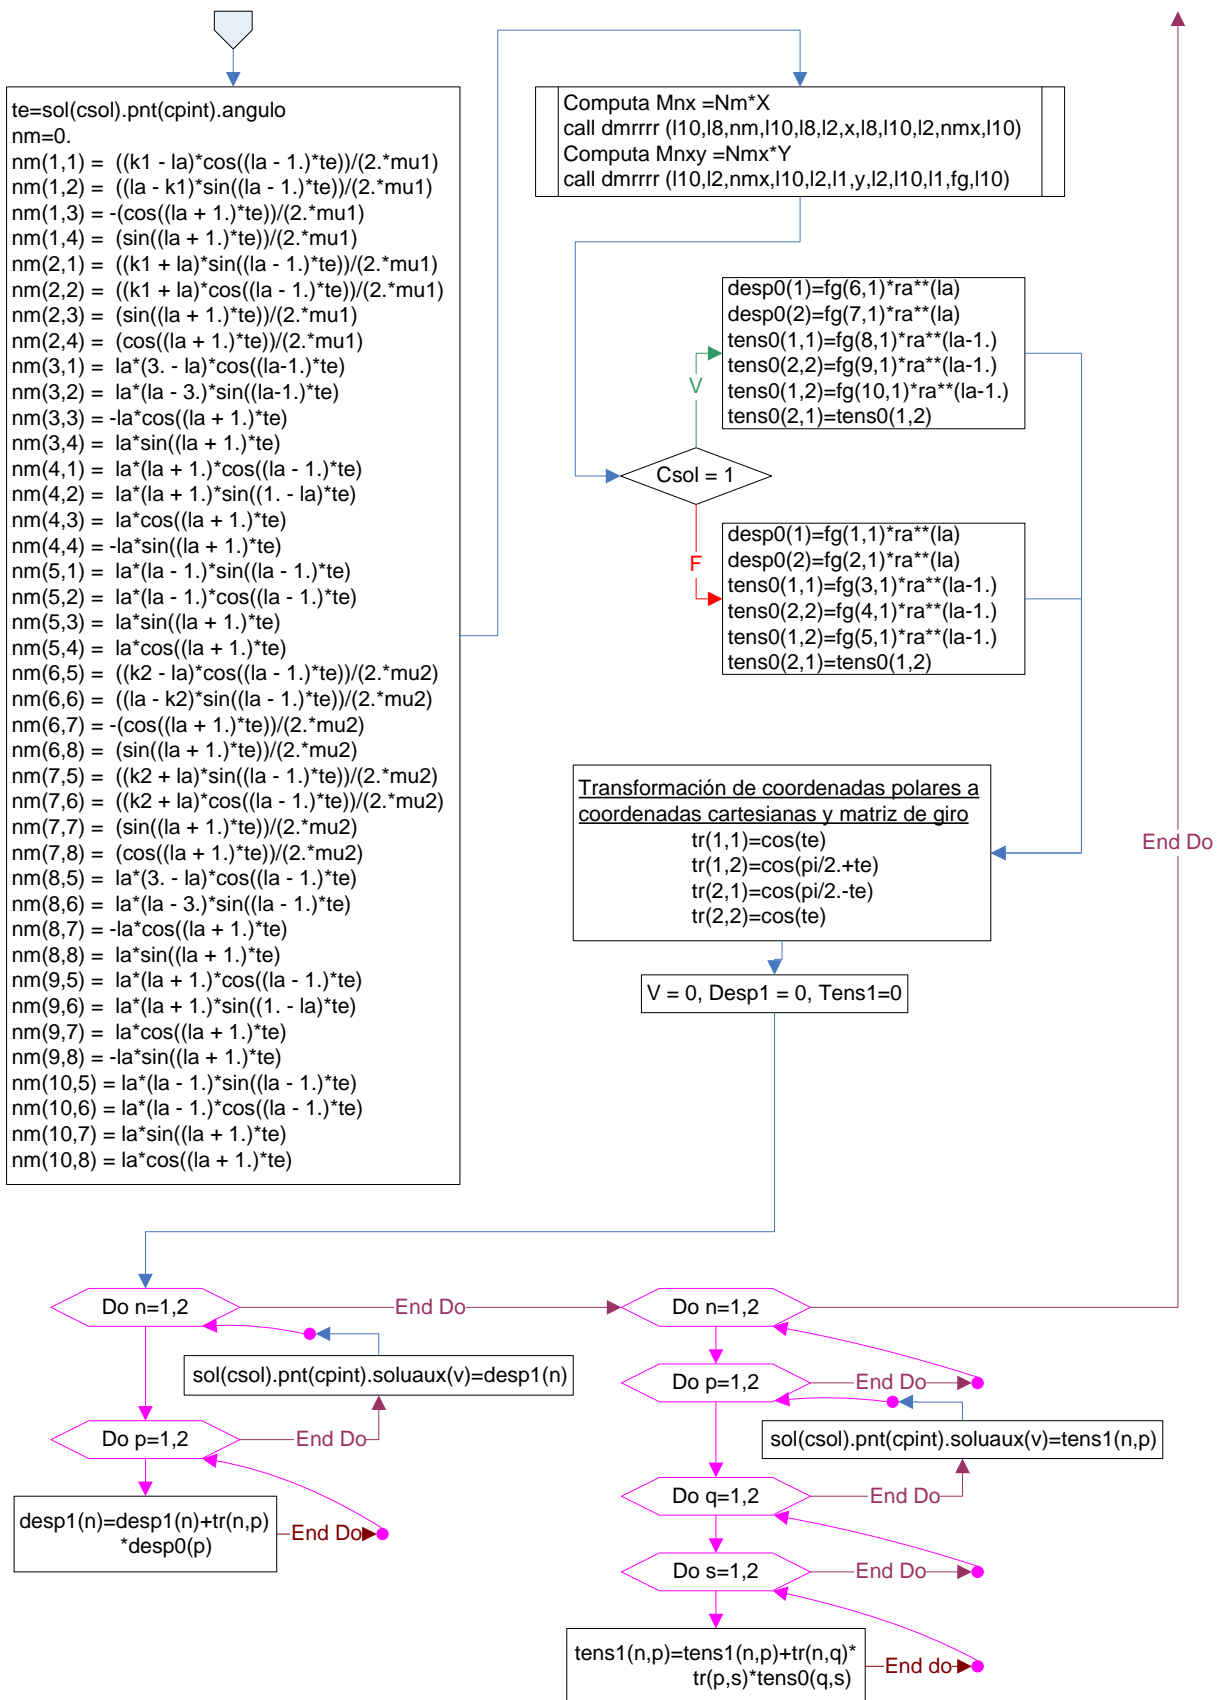 te=sol(csol).pnt(cpint).angulo
nm=0.
nm(1,1) =  ((k1 - la)*cos((la - 1.)*te))/(2.*mu1)
nm(1,2) =  ((la - k1)*sin((la - 1.)*te))/(2.*mu1)
nm(1,3) = -(cos((la + 1.)*te))/(2.*mu1)
nm(1,4) =  (sin((la + 1.)*te))/(2.*mu1)
nm(2,1) =  ((k1 + la)*sin((la - 1.)*te))/(2.*mu1)
nm(2,2) =  ((k1 + la)*cos((la - 1.)*te))/(2.*mu1)
nm(2,3) =  (sin((la + 1.)*te))/(2.*mu1)
nm(2,4) =  (cos((la + 1.)*te))/(2.*mu1)
nm(3,1) =  la*(3. - la)*cos((la-1.)*te)
nm(3,2) =  la*(la - 3.)*sin((la-1.)*te)
nm(3,3) = -la*cos((la + 1.)*te)
nm(3,4) =  la*sin((la + 1.)*te)
nm(4,1) =  la*(la + 1.)*cos((la - 1.)*te)
nm(4,2) =  la*(la + 1.)*sin((1. - la)*te)
nm(4,3) =  la*cos((la + 1.)*te)
nm(4,4) = -la*sin((la + 1.)*te)
nm(5,1) =  la*(la - 1.)*sin((la - 1.)*te)
nm(5,2) =  la*(la - 1.)*cos((la - 1.)*te)
nm(5,3) =  la*sin((la + 1.)*te)
nm(5,4) =  la*cos((la + 1.)*te)
nm(6,5) =  ((k2 - la)*cos((la - 1.)*te))/(2.*mu2)
nm(6,6) =  ((la - k2)*sin((la - 1.)*te))/(2.*mu2)
nm(6,7) = -(cos((la + 1.)*te))/(2.*mu2)
nm(6,8) =  (sin((la + 1.)*te))/(2.*mu2)
nm(7,5) =  ((k2 + la)*sin((la - 1.)*te))/(2.*mu2)
nm(7,6) =  ((k2 + la)*cos((la - 1.)*te))/(2.*mu2)
nm(7,7) =  (sin((la + 1.)*te))/(2.*mu2)
nm(7,8) =  (cos((la + 1.)*te))/(2.*mu2)
nm(8,5) =  la*(3. - la)*cos((la - 1.)*te)
nm(8,6) =  la*(la - 3.)*sin((la - 1.)*te)
nm(8,7) = -la*cos((la + 1.)*te)
nm(8,8) =  la*sin((la + 1.)*te)
nm(9,5) =  la*(la + 1.)*cos((la - 1.)*te)
nm(9,6) =  la*(la + 1.)*sin((1. - la)*te)
nm(9,7) =  la*cos((la + 1.)*te)
nm(9,8) = -la*sin((la + 1.)*te)
nm(10,5) = la*(la - 1.)*sin((la - 1.)*te)
nm(10,6) = la*(la - 1.)*cos((la - 1.)*te)
nm(10,7) = la*sin((la + 1.)*te)
nm(10,8) = la*cos((la + 1.)*te)
Computa Mnx =Nm*X
call dmrrrr (l10,l8,nm,l10,l8,l2,x,l8,l10,l2,nmx,l10)
Computa Mnxy =Nmx*Y
call dmrrrr (l10,l2,nmx,l10,l2,l1,y,l2,l10,l1,fg,l10)
desp0(1)=fg(6,1)*ra**(la)
desp0(2)=fg(7,1)*ra**(la)
tens0(1,1)=fg(8,1)*ra**(la-1.)
tens0(2,2)=fg(9,1)*ra**(la-1.)
tens0(1,2)=fg(10,1)*ra**(la-1.)
tens0(2,1)=tens0(1,2)
V
Csol = 1
F
desp0(1)=fg(1,1)*ra**(la)
desp0(2)=fg(2,1)*ra**(la)
tens0(1,1)=fg(3,1)*ra**(la-1.)
tens0(2,2)=fg(4,1)*ra**(la-1.)
tens0(1,2)=fg(5,1)*ra**(la-1.)
tens0(2,1)=tens0(1,2)
Transformación de coordenadas polares a
coordenadas cartesianas y matriz de giro
tr(1,1)=cos(te)
tr(1,2)=cos(pi/2.+te)
tr(2,1)=cos(pi/2.-te)
tr(2,2)=cos(te)
End Do
V = 0, Desp1 = 0, Tens1=0
Do n=1,2
End Do
sol(csol).pnt(cpint).soluaux(v)=desp1(n)
Do p=1,2
End Do
desp1(n)=desp1(n)+tr(n,p)
*desp0(p)
End Do
Do n=1,2
Do p=1,2
End Do
sol(csol).pnt(cpint).soluaux(v)=tens1(n,p)
Do q=1,2
End Do
Do s=1,2
End Do
tens1(n,p)=tens1(n,p)+tr(n,q)*
tr(p,s)*tens0(q,s)
End do